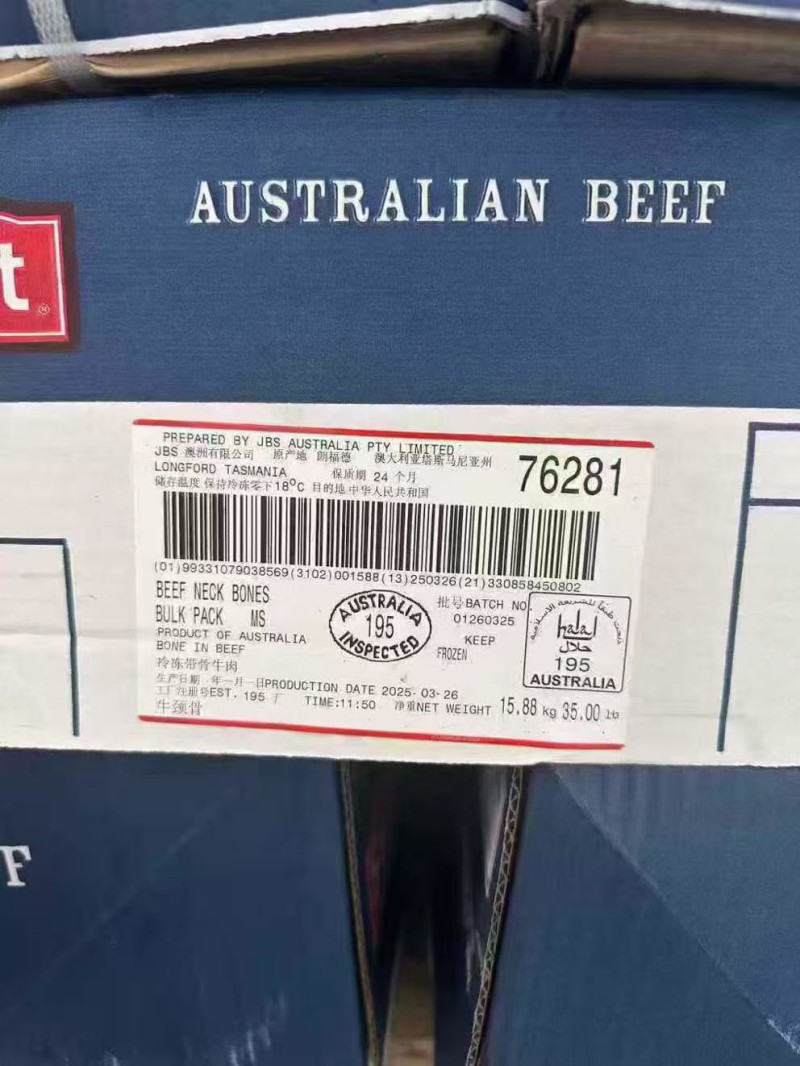 AUSTRALIAN BEEF
t®
PREPARED BY JBS AUSTRALIA PTY LIMITED
JBS 澳洲有限公司 原产地 朗福德 澳大利亚塔斯马尼亚州
LONGFORD TASMANIA 保质期 24 个月
储存温度 保持冷冻零下18°C 目的地 中华人民共和国
76281
(01)99331079038569(3102)001588(13)250326(21)330858450802
BEEF NECK BONES
BULK PACK MS
PRODUCT OF AUSTRALIA
BONE IN BEEF
冷冻带骨牛肉
AUSTRALIA
195
INSPECTED
批号BATCH NO.
01260325
KEEP
FROZEN
halal
حلال
195
AUSTRALIA
生产日期 年一月一日PRODUCTION DATE 2025-03-26
工厂注册号EST. 195 厂 TIME:11:50 净重NET WEIGHT 15.88 kg 35.00 lb
牛颈骨
F